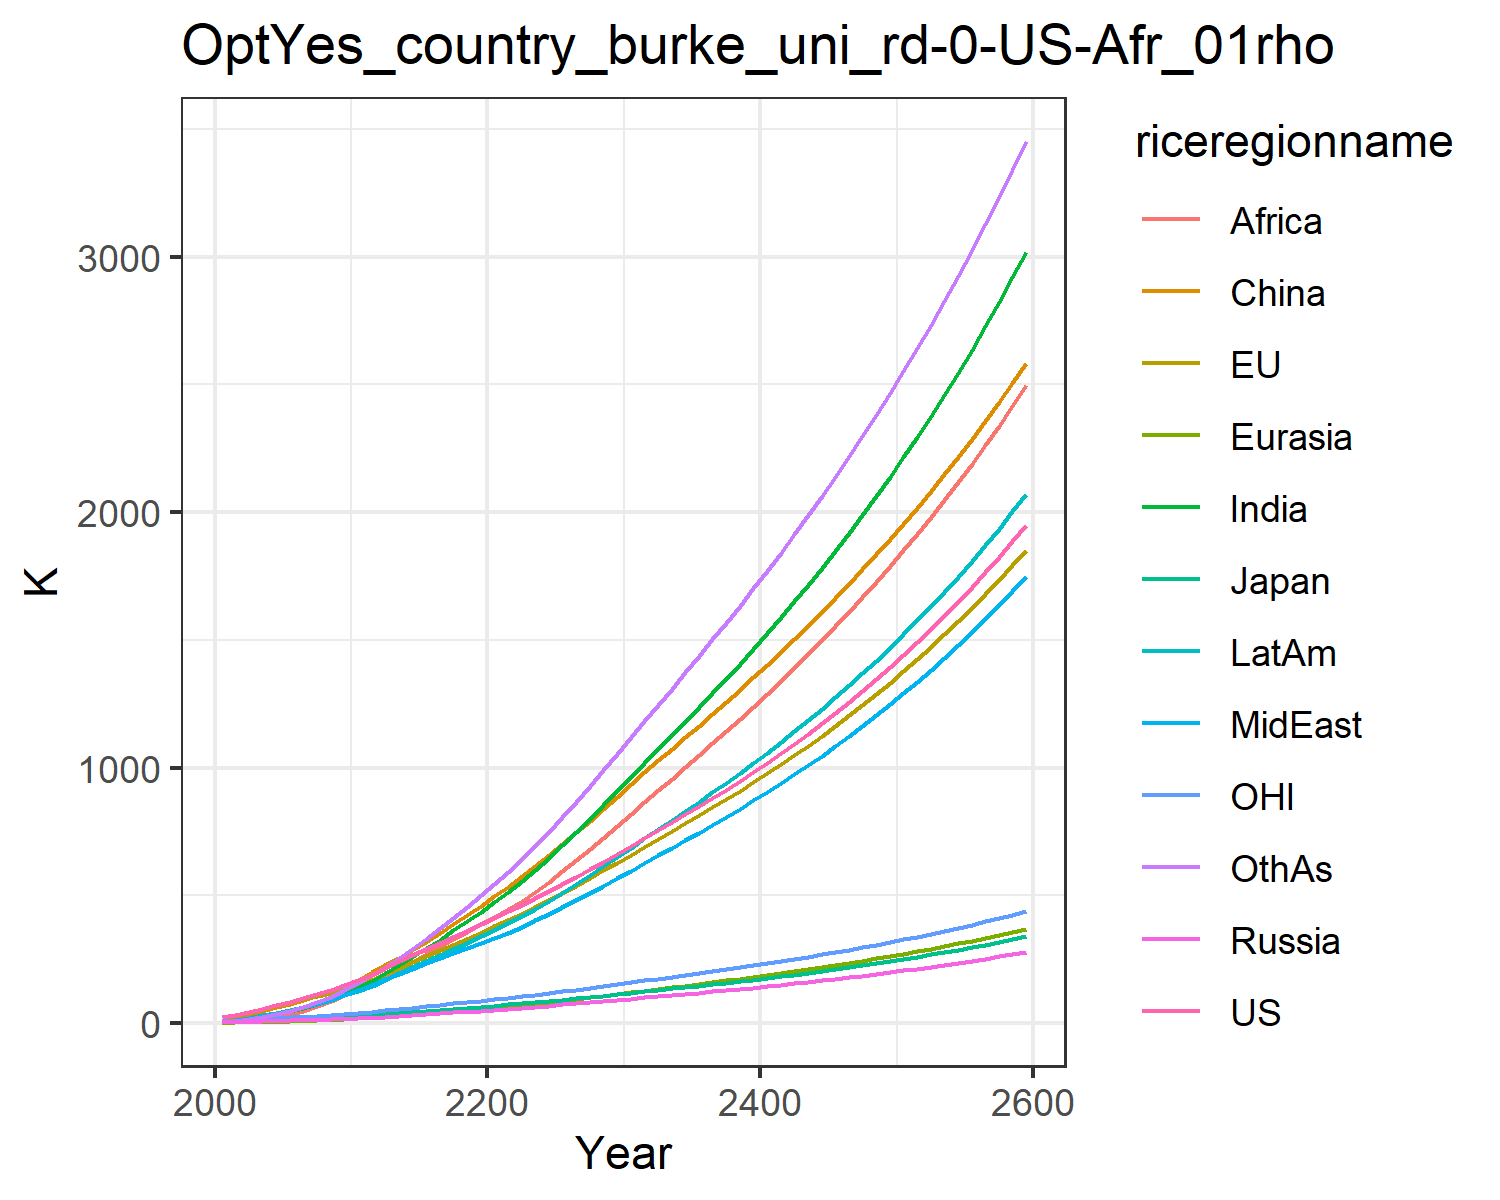 OptYes_country_burke_uni_rd-0-US-Afr_01rho
riceregionname
Africa
China
EU
Eurasia
India
Japan
LatAm
MidEast
OHI
OthAs
Russia
US
K
3000
2000
1000
0
2000 2200 2400 2600
Year